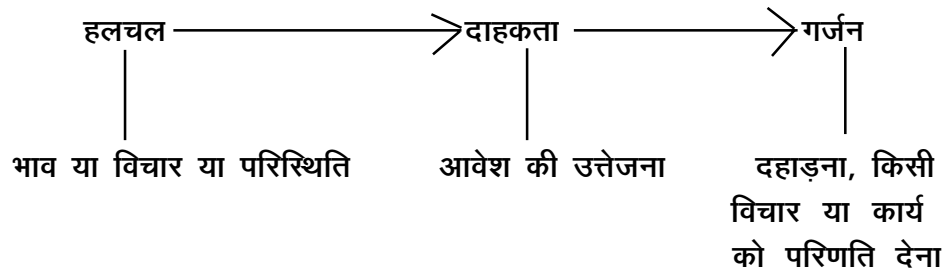 हलचल दाहकता गर्जन
भाव या विचार या परिस्थिति आवेश की उत्तेजना दहाड़ना, किसी
विचार या कार्य
को परिणति देना